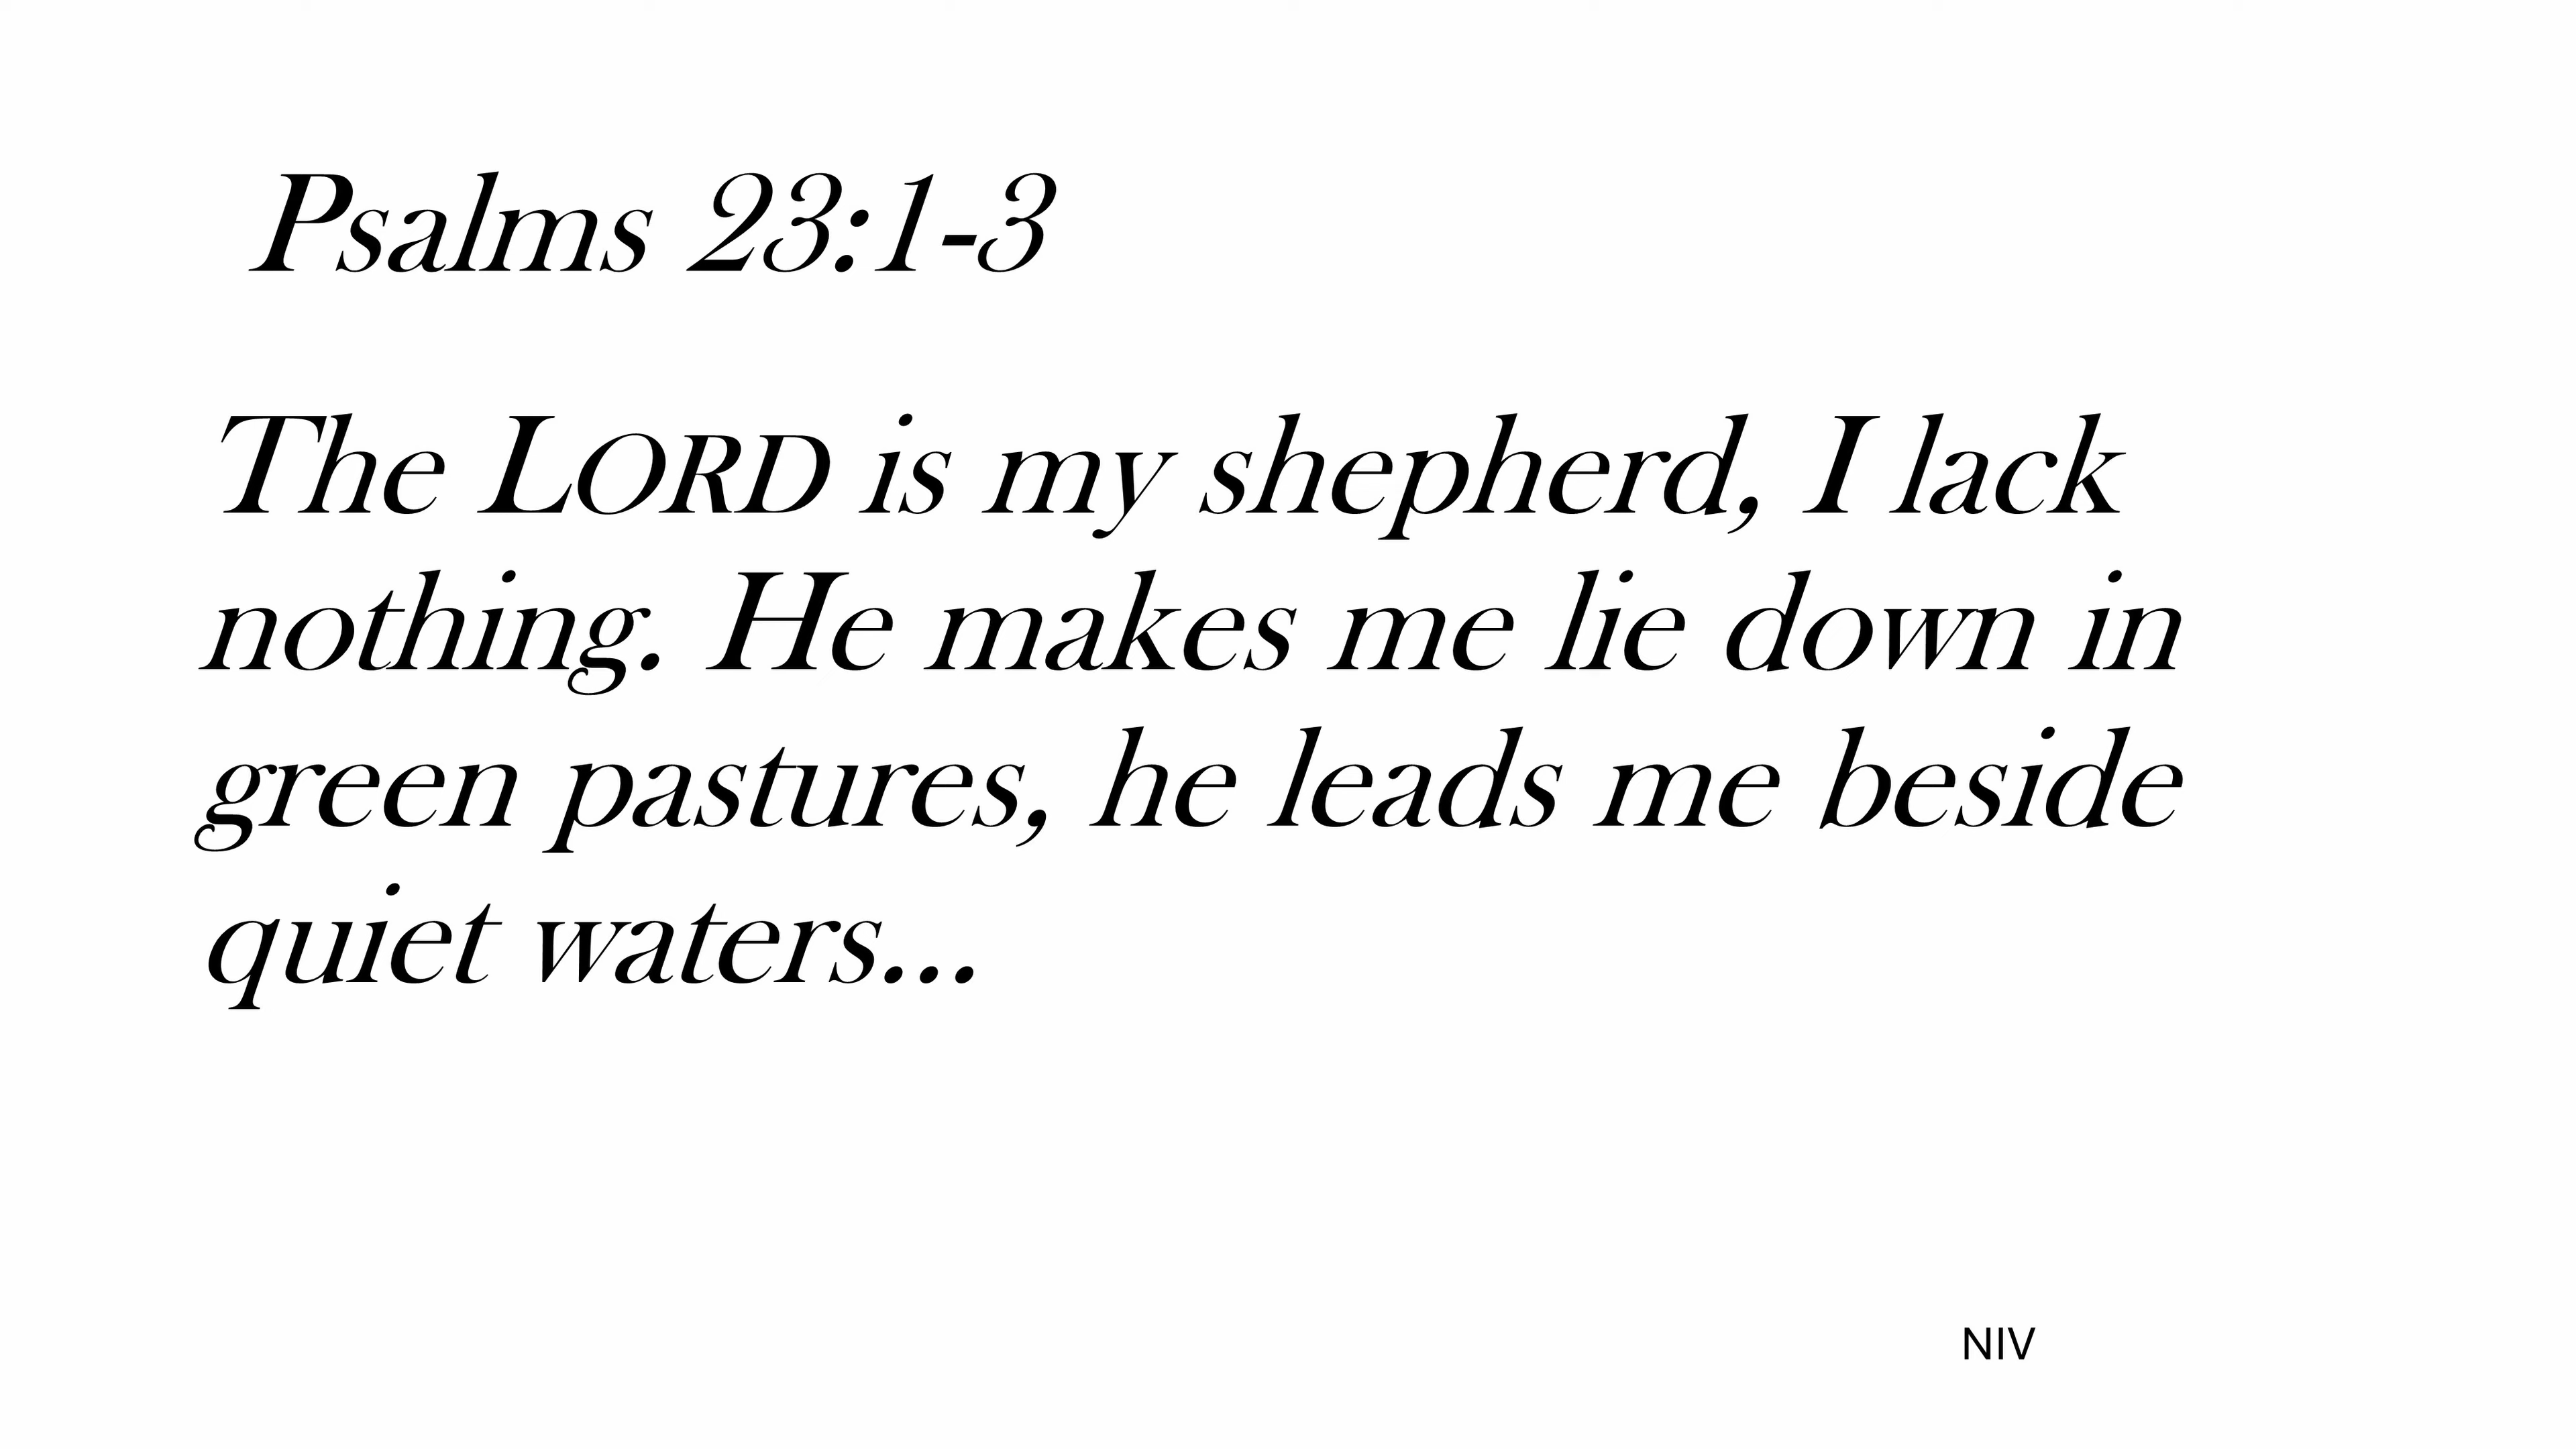 Psalms 23:1-3
The LORD is my shepherd, I lack
nothing. He makes me lie down in
green pastures, he leads me beside
quiet waters...
NIV